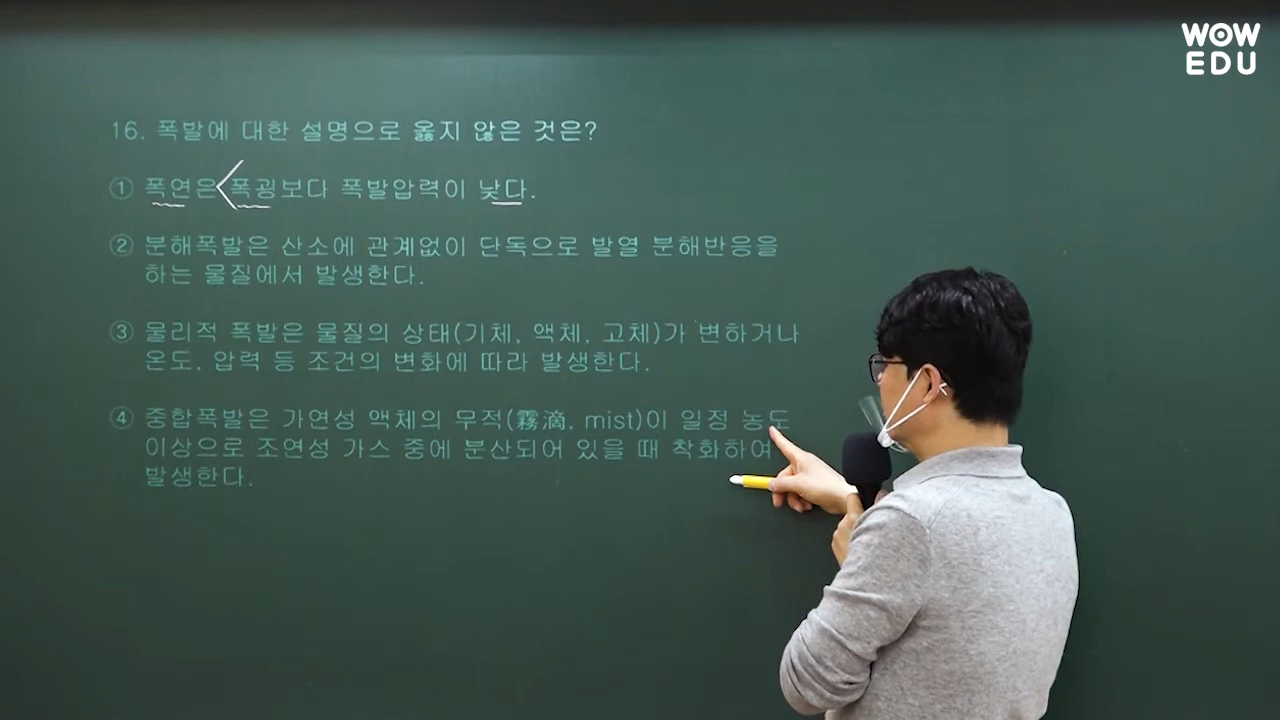 WOW
EDU
16. 폭발에 대한 설명으로 옳지 않은 것은?
① 폭연은 < 폭굉보다 폭발압력이 낮다.
② 분해폭발은 산소에 관계없이 단독으로 발열 분해반응을
하는 물질에서 발생한다.
③ 물리적 폭발은 물질의 상태(기체, 액체, 고체)가 변하거나
온도, 압력 등 조건의 변화에 따라 발생한다.
④ 중합폭발은 가연성 액체의 무적(霧滴, mist)이 일정 농도
이상으로 조연성 가스 중에 분산되어 있을 때 착화하여
발생한다.